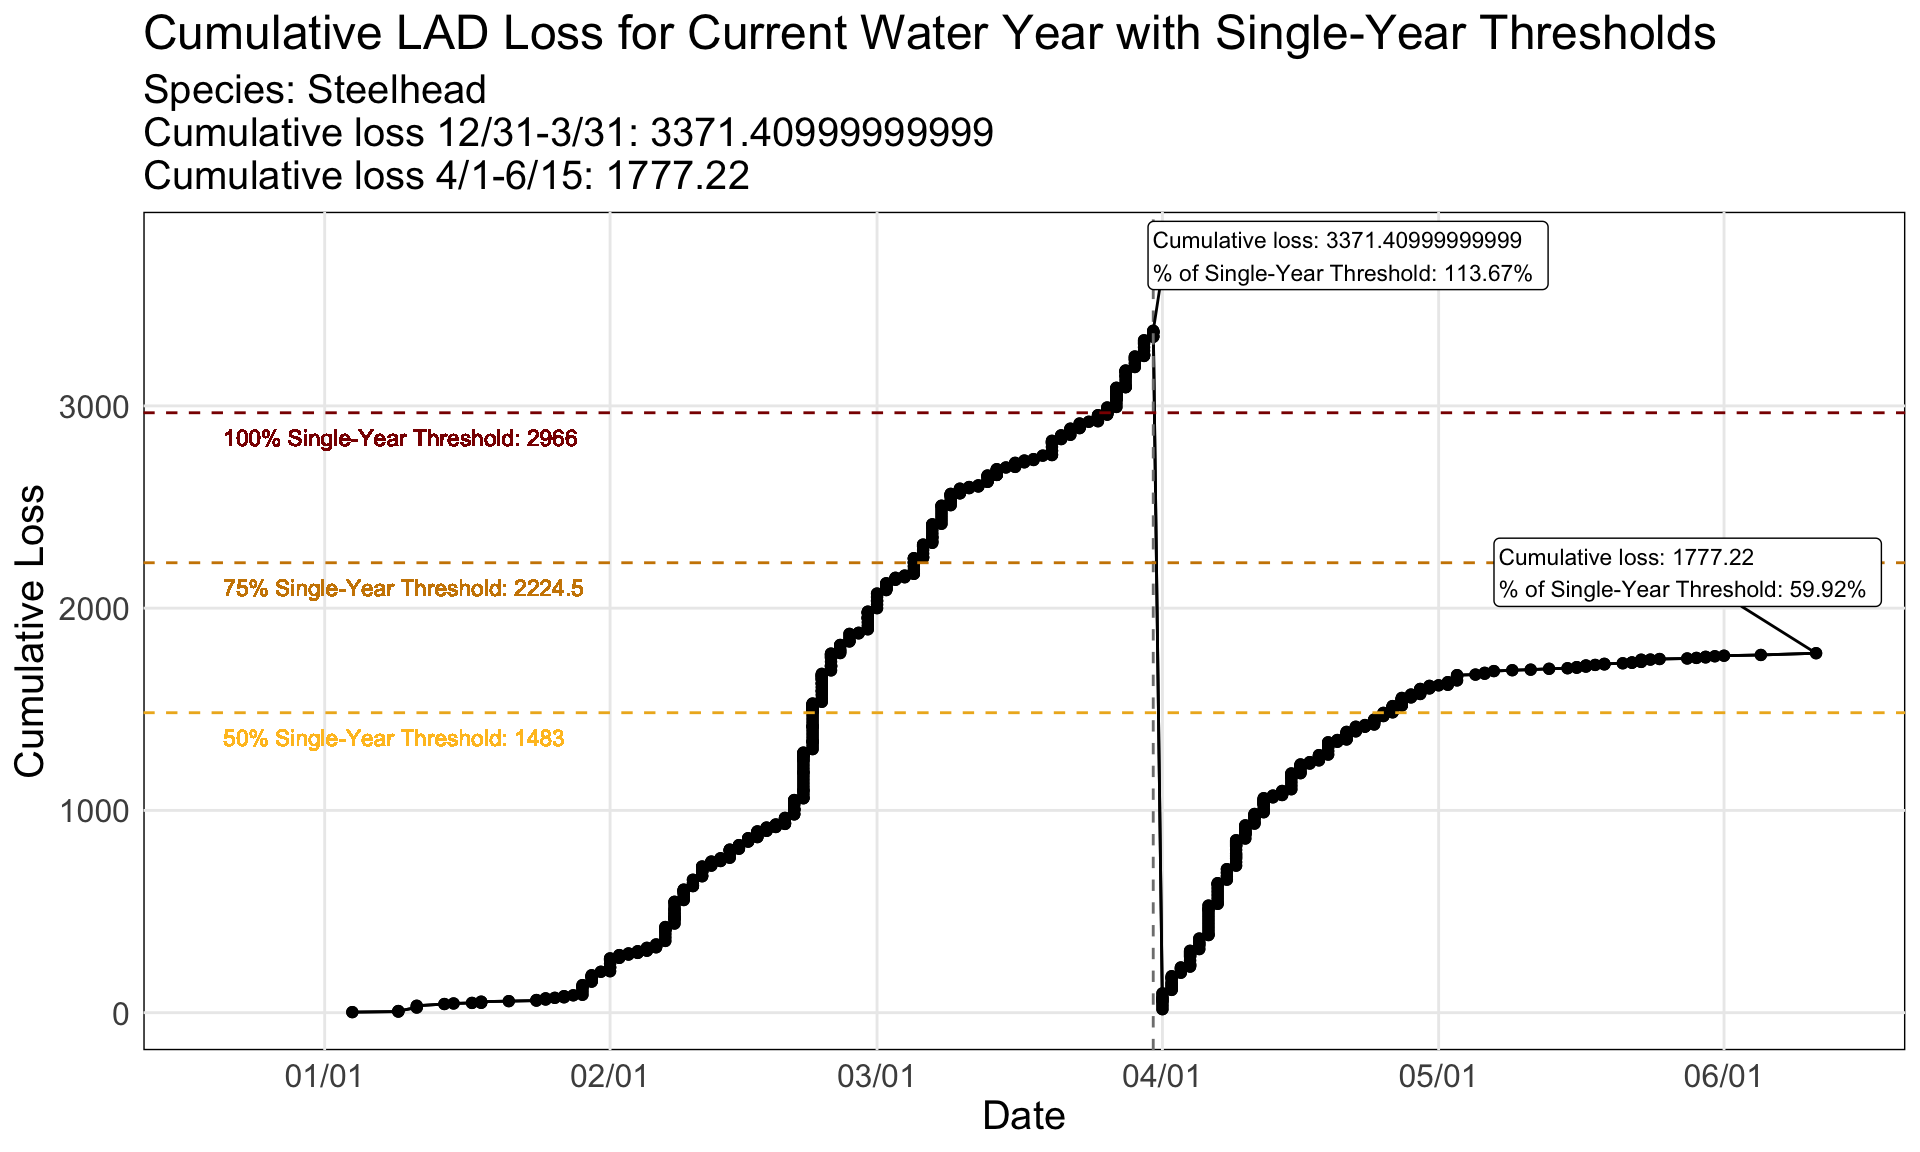 Cumulative LAD Loss for Current Water Year with Single-Year Thresholds
Species: Steelhead
Cumulative loss 12/31-3/31: 3371.40999999999
Cumulative loss 4/1-6/15: 1777.22
Cumulative loss: 3371.40999999999
% of Single-Year Threshold: 113.67%
3000
100% Single-Year Threshold: 2966
Cumulative Loss
Cumulative loss: 1777.22
% of Single-Year Threshold: 59.92%
75% Single-Year Threshold: 2224.5
2000
50% Single-Year Threshold: 1483
1000
0
01/01
02/01
03/01
04/01
05/01
06/01
Date